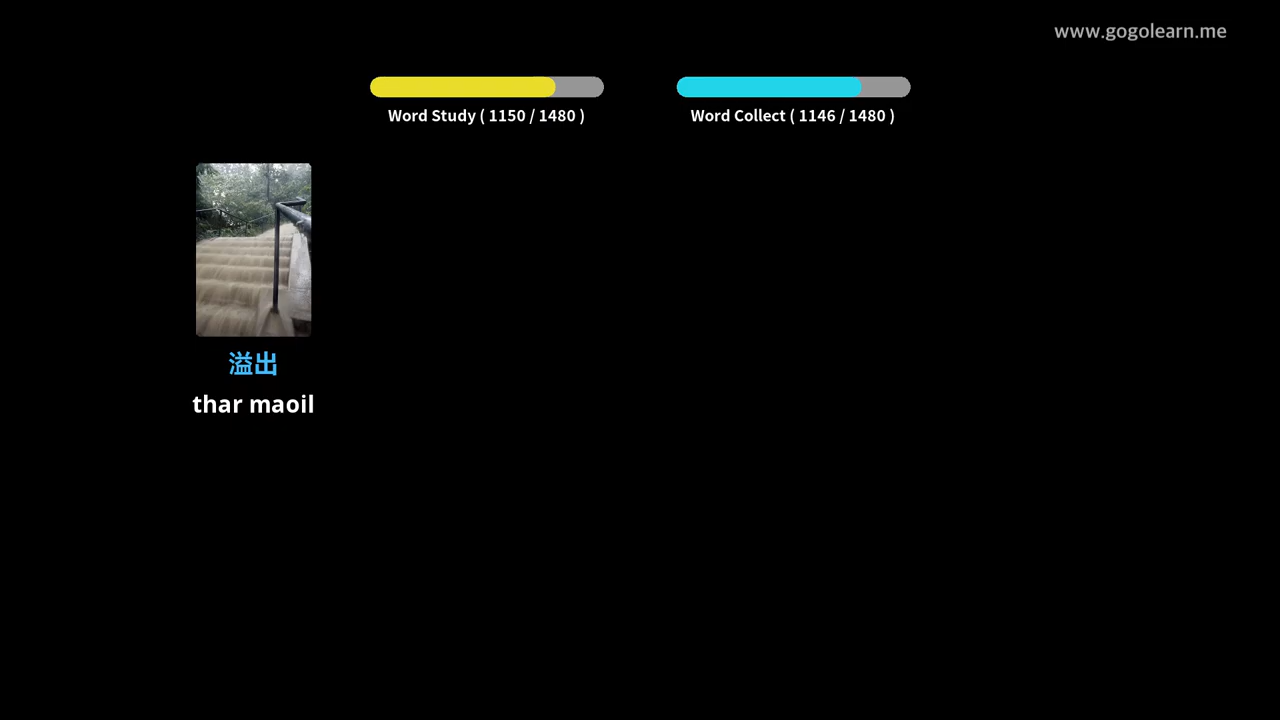 www.gogolearn.me
Word Study ( 1150 / 1480 )
Word Collect ( 1146 / 1480 )
溢出
thar maoil